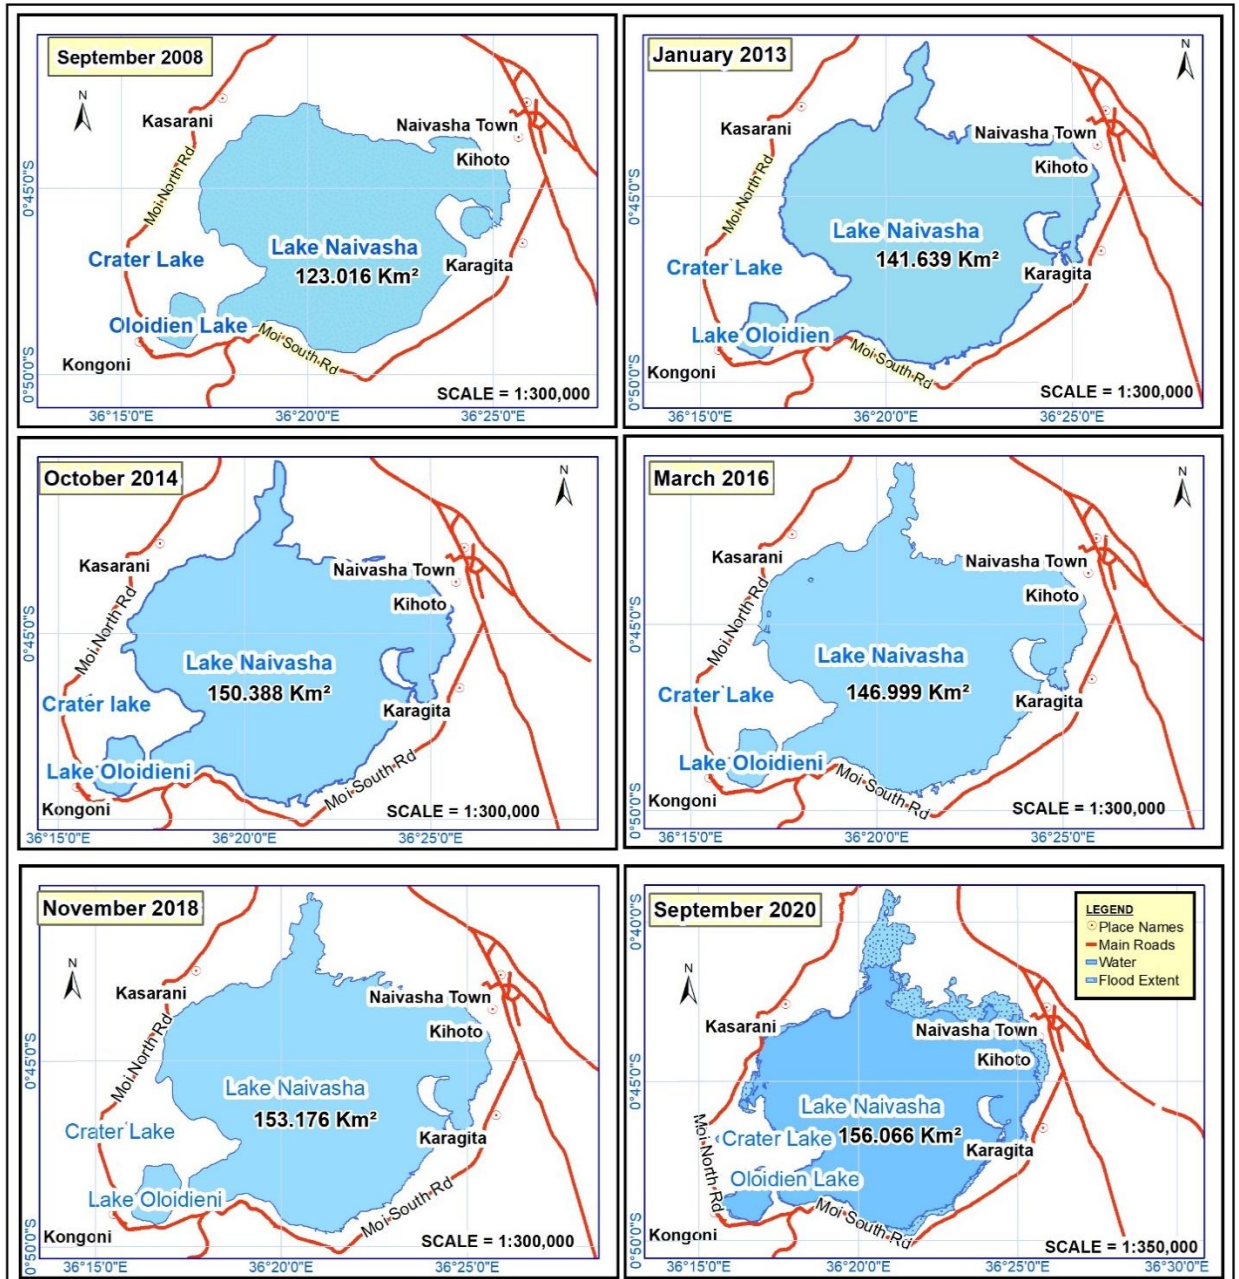 September 2008
N
Kasarani
Naivasha Town
Kihoto
Moi North Rd
0°45'0"S
Lake Naivasha
123.016 Km²
Crater Lake
Karagita
Oloidien Lake
Moi South Rd
Kongoni
0°50'0"S
SCALE = 1:300,000
36°15'0"E
36°20'0"E
36°25'0"E
January 2013
N
Kasarani
Naivasha Town
Kihoto
0°45'0"S
Moi North Rd
Lake Naivasha
141.639 Km²
Crater Lake
Karagita
Lake Oloidien
Moi South Rd
Kongoni
0°50'0"S
SCALE = 1:300,000
36°15'0"E
36°20'0"E
36°25'0"E
October 2014
N
Kasarani
Naivasha Town
Kihoto
Moi North Rd
0°45'0"S
Lake Naivasha
150.388 Km²
Crater lake
Karagita
Lake Oloidieni
Moi South Rd
Kongoni
SCALE = 1:300,000
36°15'0"E
36°20'0"E
36°25'0"E
March 2016
N
Kasarani
Naivasha Town
Kihoto
Moi North Rd
0°45'0"S
Lake Naivasha
146.999 Km²
Crater Lake
Karagita
Lake Oloidieni
Moi South Rd
Kongoni
0°50'0"S
SCALE = 1:300,000
36°15'0"E
36°20'0"E
36°25'0"E
November 2018
N
Kasarani
Naivasha Town
Kihoto
Moi North Rd
0°45'0"S
Lake Naivasha
153.176 Km²
Crater Lake
Karagita
Lake Oloidieni
Moi South Rd
Kongoni
0°50'0"S
SCALE = 1:300,000
36°15'0"E
36°20'0"E
36°25'0"E
September 2020
0°40'0"S
LEGEND
Place Names
Main Roads
Water
Flood Extent
N
Kasarani
Naivasha Town
Kihoto
0°45'0"S
Lake Naivasha
156.066 Km²
Crater Lake
Karagita
Moi North Rd
Oloidien Lake
Moi South Rd
Kongoni
0°50'0"S
SCALE = 1:350,000
36°15'0"E
36°20'0"E
36°25'0"E
36°30'0"E